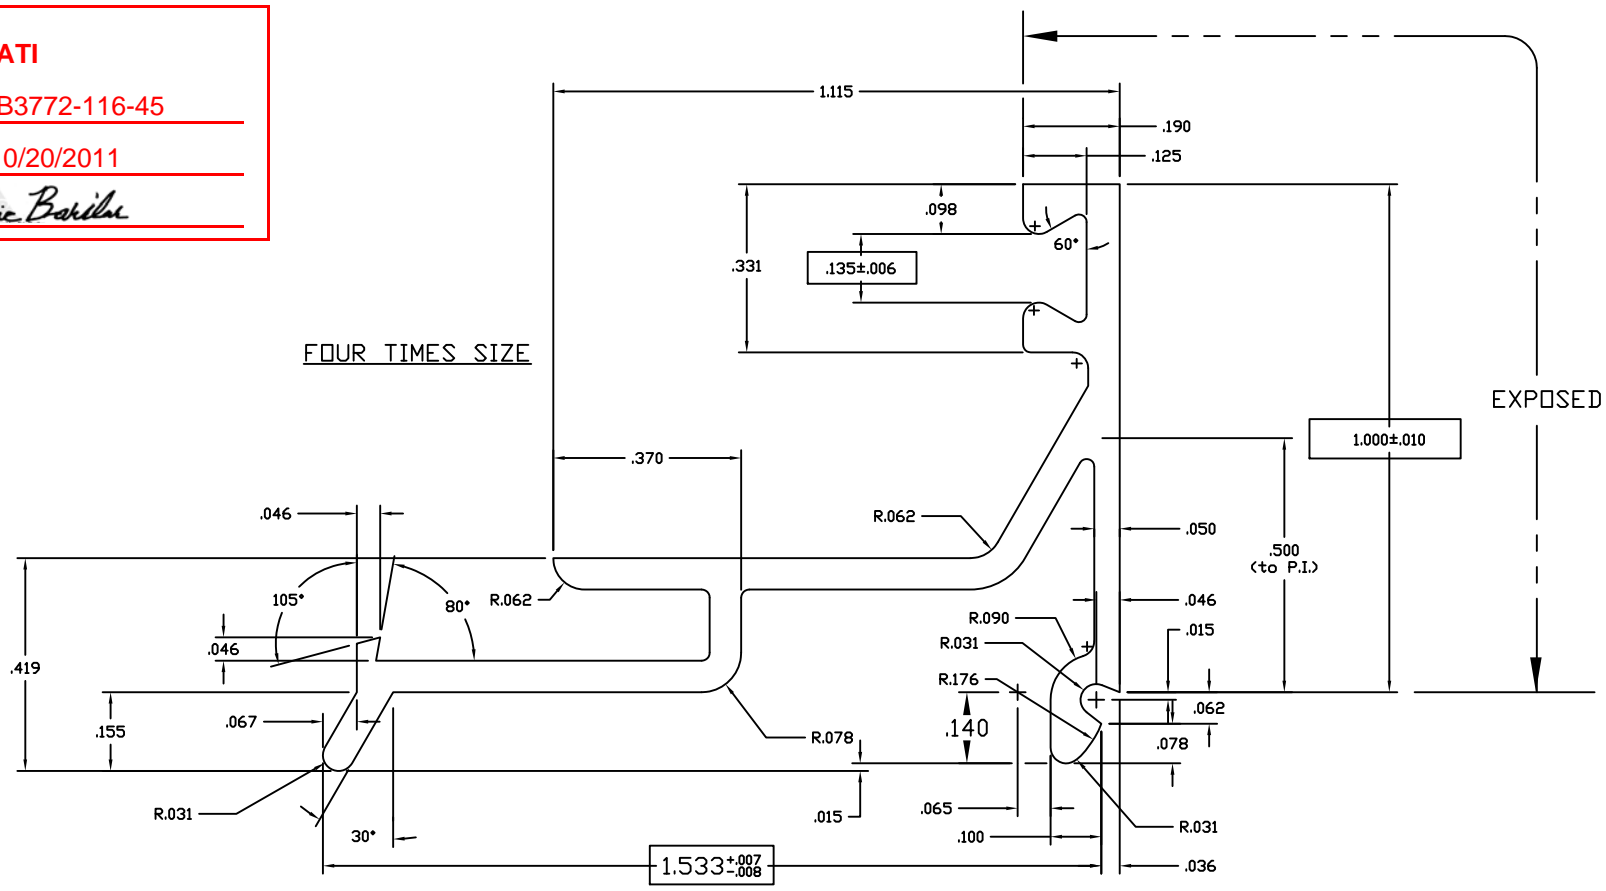 ATI
B3772-116-45
0/20/2011
Barilar
1.115
.190
.125
.098
60°
.331
.135±.006
FOUR TIMES SIZE
EXPOSED
1.000±.010
.370
.046
R.062
.050
.500
(to P.I.)
105°
80°
R.062
.046
R.090
.015
.046
R.031
.419
R.176
.062
.067
.155
.140
R.078
.078
.065
R.031
.015
30°
.100
R.031
1.533 +.007 -.008
.036